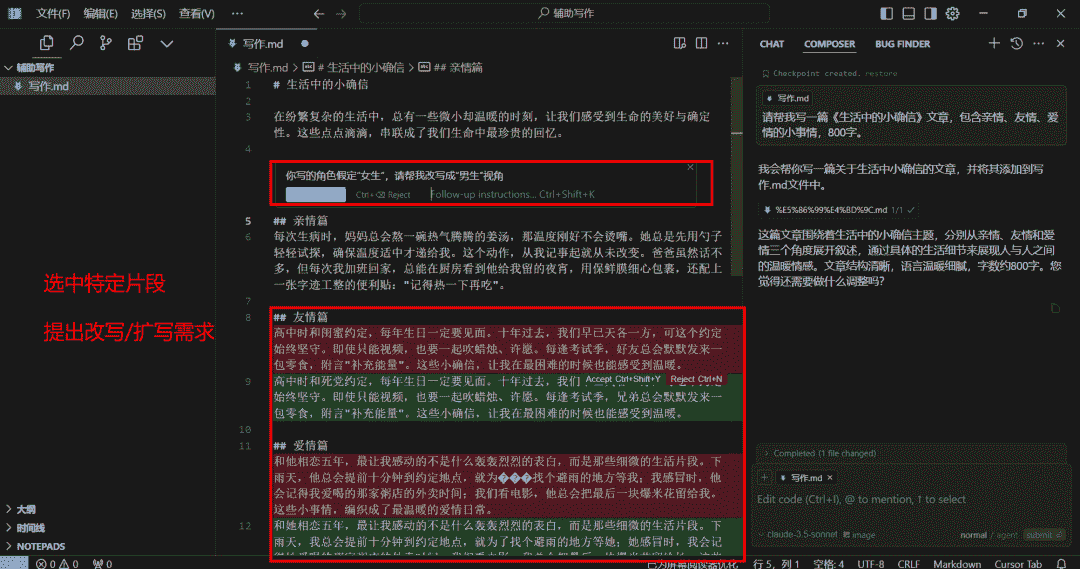 文件(F) 编辑(E) 选择(S) 查看(V) ···
辅助写作
写作.md
CHAT COMPOSER BUG FINDER
辅助写作
写作.md
写作.md > # 生活中的小确信 > ## 亲情篇
1 # 生活中的小确信
2
3 在纷繁复杂的生活中，总有一些微小却温暖的时刻，让我们感受到生命的美好与确定
性。这些点点滴滴，串联成了我们生命中最珍贵的回忆。
4
你写的角色假定“女生”，请帮我改写成“男生”视角
Ctrl+⌫ Reject Follow-up instructions... Ctrl+Shift+K
5 ## 亲情篇
6 每次生病时，妈妈总会熬一碗热气腾腾的姜汤，那温度刚好不会烫嘴。她总是先用勺子
轻轻试探，确保温度适中才递给我。这个动作，从我记事起就从未改变。爸爸虽然话不
多，但每次我加班回家，总能在厨房看到他给我留的夜宵，用保鲜膜细心包裹，还配上
一张字迹工整的便利贴："记得热一下再吃"。
7
8 ## 友情篇
高中时和闺蜜约定，每年生日一定要见面。十年过去，我们早已天各一方，可这个约定
始终坚守。即使只能视频，也要一起吹蜡烛、许愿。每逢考试季，好友总会默默发来一
包零食，附言"补充能量"。这些小确信，让我在最困难的时候也能感受到温暖。
9 高中时和死党约定，每年生日一定要见面。十年过去，我们
Accept Ctrl+Shift+Y Reject Ctrl+N
始终坚守。即使只能视频，也要一起吹蜡烛、许愿。每逢考试季，兄弟总会默默发来一
包零食，附言"补充能量"。这些小确信，让我在最困难的时候也能感受到温暖。
10
11 ## 爱情篇
和他相恋五年，最让我感动的不是什么轰轰烈烈的表白，而是那些细微的生活片段。下
雨天，他总会提前十分钟到约定地点，就为���找个避雨的地方等我；我感冒时，他
会记得我爱喝的那家粥店的外卖时间；我们看电影，他总会把最后一块爆米花留给我。
这些小事情，编织成了最温暖的爱情日常。
12 和她相恋五年，最让我感动的不是什么轰轰烈烈的表白，而是那些细微的生活片段。下
雨天，我总会提前十分钟到约定地点，就为了找个避雨的地方等她；她感冒时，我会记
选中特定片段
提出改写/扩写需求
Checkpoint created. restore
写作.md
请帮我写一篇《生活中的小确信》文章，包含亲情、友情、爱
情的小事情，800字。
我会帮你写一篇关于生活中小确信的文章，并将其添加到写
作.md文件中。
%E5%86%99%E4%BD%9C.md 1/1 ✓
这篇文章围绕着生活中的小确信主题，分别从亲情、友情和爱
情三个角度展开叙述，通过具体的生活细节来展现人与人之间
的温暖情感。文章结构清晰，语言温暖细腻，字数约800字。您
觉得还需要做什么调整吗？
> Completed (1 file changed)
+ 写作.md ×
Edit code (Ctrl+I), @ to mention, ↑ to select
claude-3.5-sonnet image normal / agent submit
大纲
时间线
NOTEPADS
0 0 0
已为屏幕阅读器优化 行 5，列 1 空格: 4 UTF-8 CRLF Markdown Cursor Tab